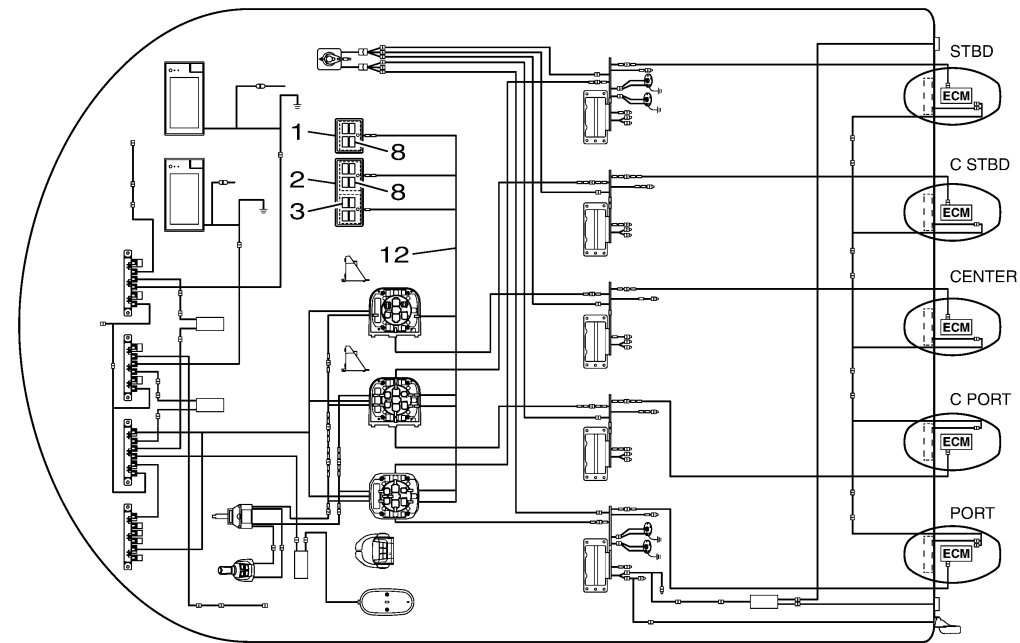 STBD
ECM
1
8
2
8
3
C STBD
ECM
12
CENTER
ECM
C PORT
ECM
PORT
ECM